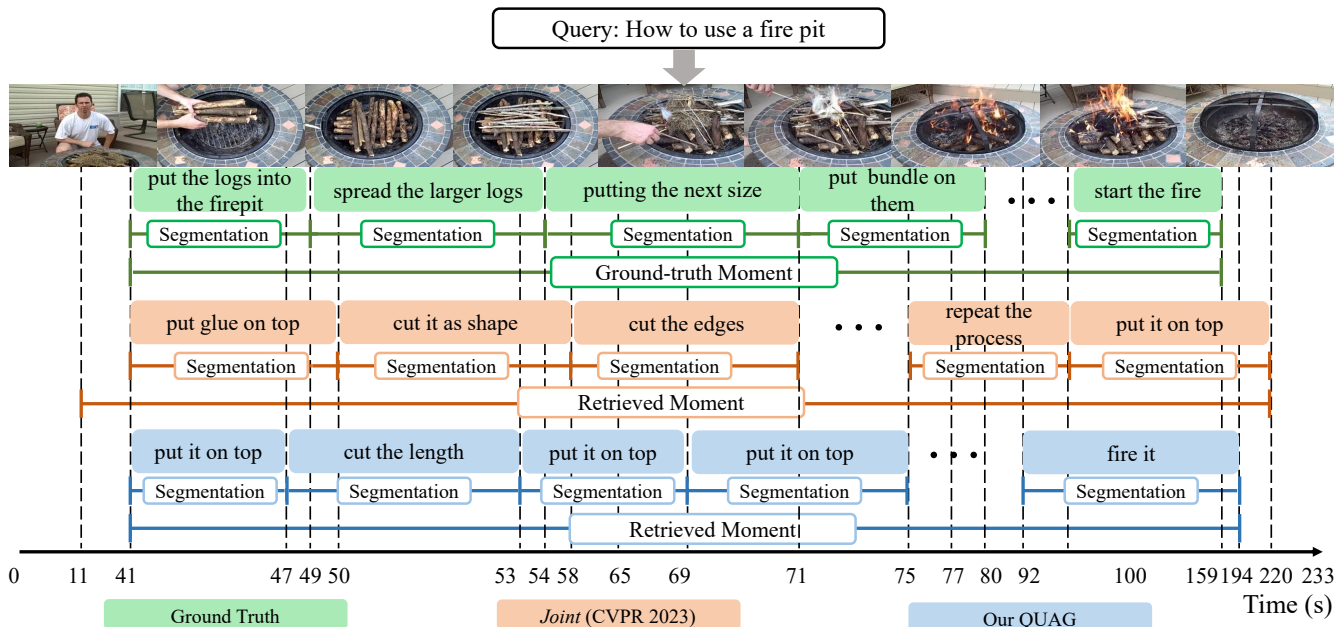 Query: How to use a fire pit
put the logs into
the firepit
spread the larger logs
putting the next size
put bundle on
them
start the fire
Segmentation
Segmentation
Segmentation
Segmentation
Segmentation
Ground-truth Moment
put glue on top
cut it as shape
cut the edges
repeat the
process
put it on top
Segmentation
Segmentation
Segmentation
Segmentation
Segmentation
Retrieved Moment
put it on top
cut the length
put it on top
put it on top
fire it
Segmentation
Segmentation
Segmentation
Segmentation
Segmentation
Retrieved Moment
0 11 41 47 49 50 53 54 58 65 69 71 75 77 80 92 100 159 194 220 233
Time (s)
Ground Truth
Joint (CVPR 2023)
Our QUAG